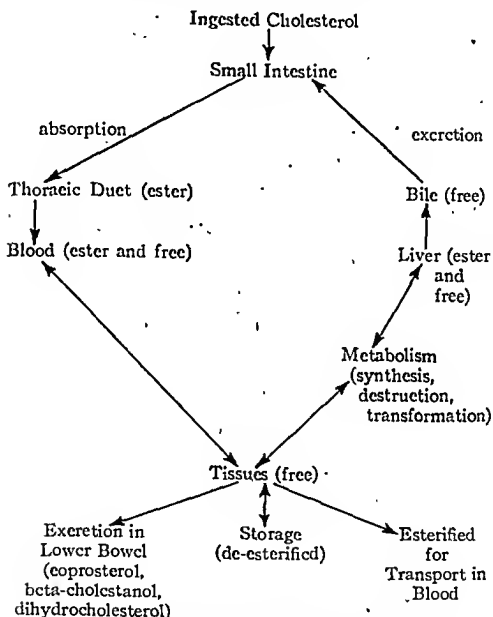 Ingested Cholesterol
Small Intestine
absorption
excretion
Thoracic Duct (ester)
Bile (free)
Blood (ester and free)
Liver (ester
and
free)
Metabolism
(synthesis,
destruction,
transformation)
Tissues (free)
Excretion in
Lower Bowel
(coprosterol,
beta-cholestanol,
dihydrocholesterol)
Storage
(de-esterified)
Esterified
for
Transport in
Blood